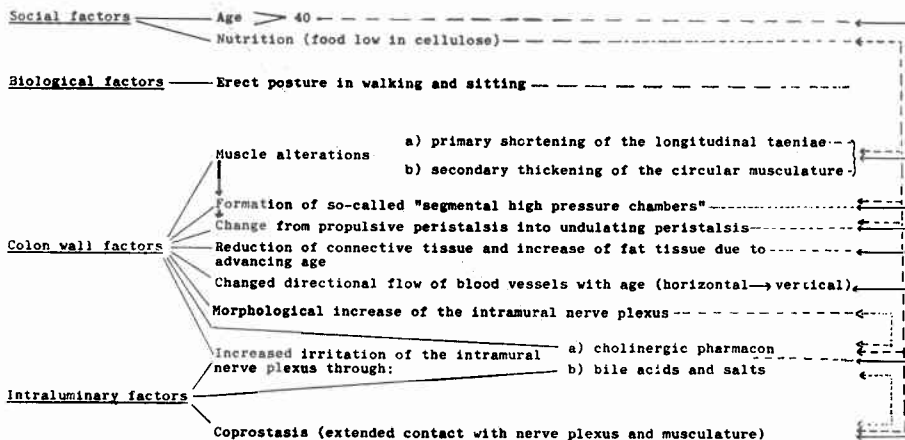 Social factors
Age > 40
Nutrition (food low in cellulose)
Biological factors
Erect posture in walking and sitting
Muscle alterations
a) primary shortening of the longitudinal taeniae
b) secondary thickening of the circular musculature
Formation of so-called "segmental high pressure chambers"
Change from propulsive peristalsis into undulating peristalsis
Colon wall factors
Reduction of connective tissue and increase of fat tissue due to
advancing age
Changed directional flow of blood vessels with age (horizontal → vertical)
Morphological increase of the intramural nerve plexus
Increased irritation of the intramural
nerve plexus through:
a) cholinergic pharmacon
b) bile acids and salts
Intraluminary factors
Coprostasia (extended contact with nerve plexus and musculature)